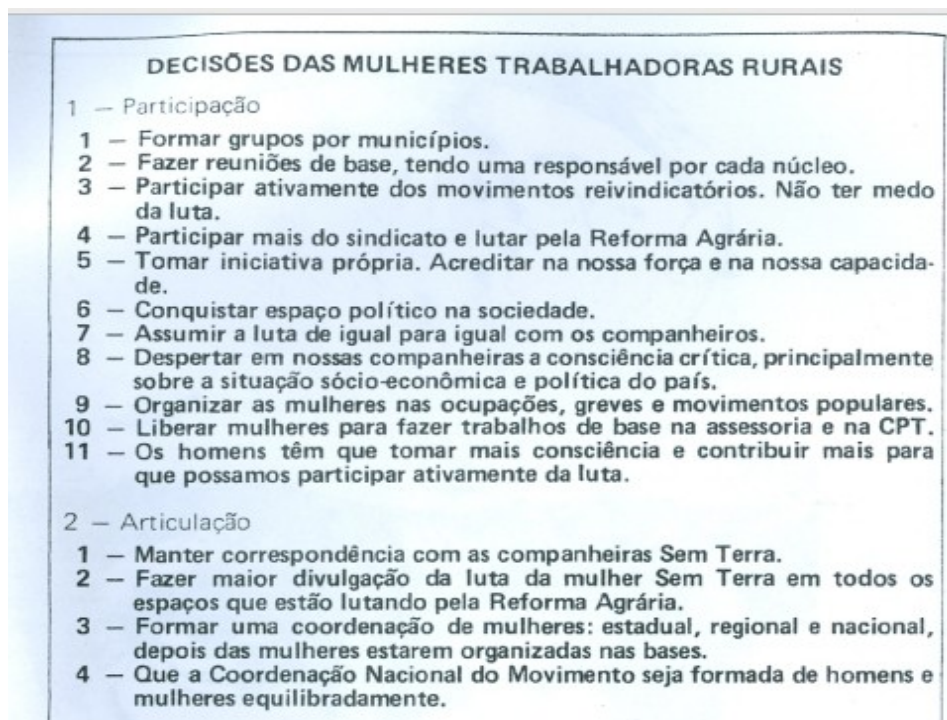 DECISÕES DAS MULHERES TRABALHADORAS RURAIS
1 — Participação
1 — Formar grupos por municípios.
2 — Fazer reuniões de base, tendo uma responsável por cada núcleo.
3 — Participar ativamente dos movimentos reivindicatórios. Não ter medo
da luta.
4 — Participar mais do sindicato e lutar pela Reforma Agrária.
5 — Tomar iniciativa própria. Acreditar na nossa força e na nossa capacida-
de.
6 — Conquistar espaço político na sociedade.
7 — Assumir a luta de igual para igual com os companheiros.
8 — Despertar em nossas companheiras a consciência crítica, principalmente
sobre a situação sócio-econômica e política do país.
9 — Organizar as mulheres nas ocupações, greves e movimentos populares.
10 — Liberar mulheres para fazer trabalhos de base na assessoria e na CPT.
11 — Os homens têm que tomar mais consciência e contribuir mais para
que possamos participar ativamente da luta.
2 — Articulação
1 — Manter correspondência com as companheiras Sem Terra.
2 — Fazer maior divulgação da luta da mulher Sem Terra em todos os
espaços que estão lutando pela Reforma Agrária.
3 — Formar uma coordenação de mulheres: estadual, regional e nacional,
depois das mulheres estarem organizadas nas bases.
4 — Que a Coordenação Nacional do Movimento seja formada de homens e
mulheres equilibradamente.